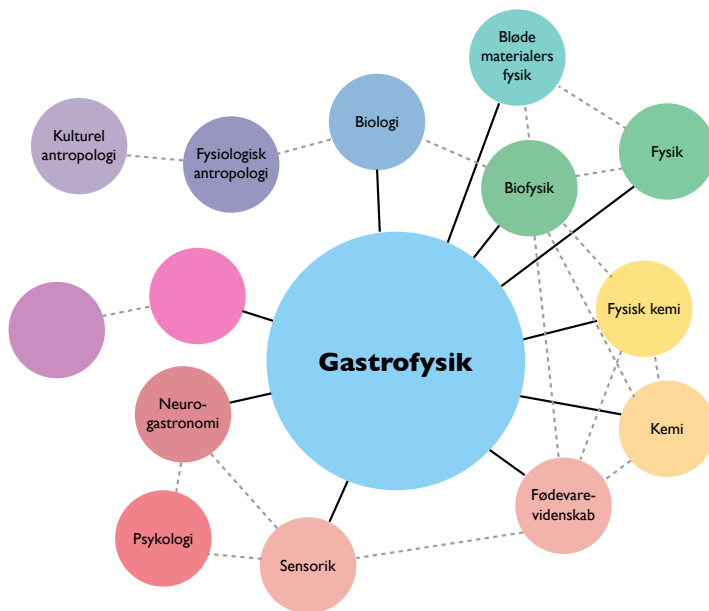 Bløde
materialers
fysik
Biologi
Kulturel
antropologi
Fysiologisk
antropologi
Fysik
Biofysik
Fysisk kemi
Gastrofysik
Neuro-
gastronomi
Kemi
Fødevare-
videnskab
Psykologi
Sensorik